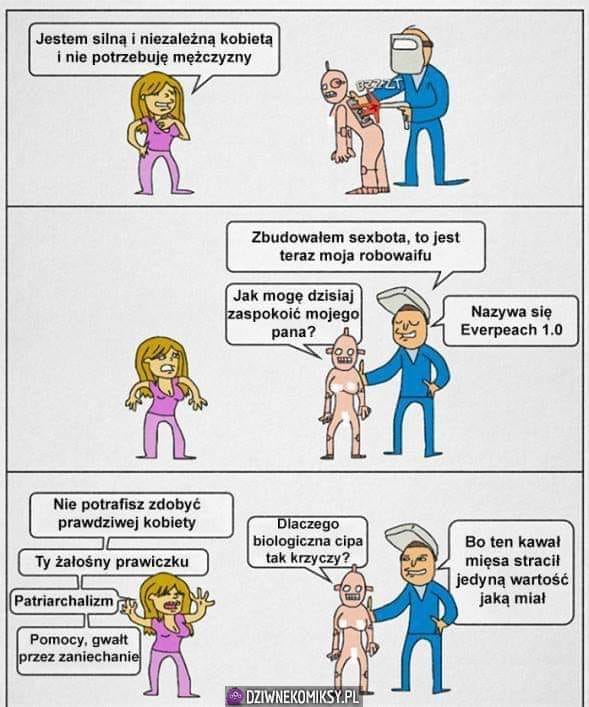 Jestem silną i niezależną kobietą
i nie potrzebuję mężczyzny
BZZZT
Zbudowałem sexbota, to jest
teraz moja robowaifu
Jak mogę dzisiaj
zaspokoić mojego
pana?
Nazywa się
Everpeach 1.0
Nie potrafisz zdobyć
prawdziwej kobiety
Ty żałośny prawiczku
Patriarchalizm
Pomocy, gwałt
przez zaniechanie
Dlaczego
biologiczna cipa
tak krzyczy?
Bo ten kawał
mięsa stracił
jedyną wartość
jaką miał
DZIWNEKOMIKSY.PL